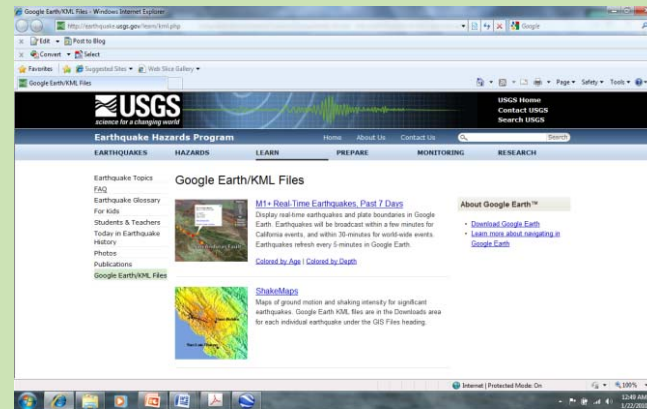 Google Earth/KML Files - Windows Internet Explorer
http://earthquake.usgs.gov/learn/kml.php
Google
Edit Post to Blog
Convert Select
Favorites Suggested Sites Web Slice Gallery
Google Earth/KML Files
Page Safety Tools
USGS
science for a changing world
USGS Home
Contact USGS
Search USGS
Earthquake Hazards Program
Home About Us Contact Us
Search
EARTHQUAKES HAZARDS LEARN PREPARE MONITORING RESEARCH
Earthquake Topics
FAQ
Earthquake Glossary
For Kids
Students & Teachers
Today in Earthquake
History
Photos
Publications
Google Earth/KML Files
Google Earth/KML Files
M1+ Real-Time Earthquakes, Past 7 Days
Display real-time earthquakes and plate boundaries in Google
Earth. Earthquakes will be broadcast within a few minutes for
California events, and within 30-minutes for world-wide events.
Earthquakes refresh every 5-minutes in Google Earth.
Colored by Age | Colored by Depth
ShakeMaps
Maps of ground motion and shaking intensity for significant
earthquakes. Google Earth KML files are in the Downloads area
for each individual earthquake under the GIS Files heading.
About Google Earth™
Download Google Earth
Learn more about navigating in
Google Earth
Internet | Protected Mode: On
100%
12:49 AM